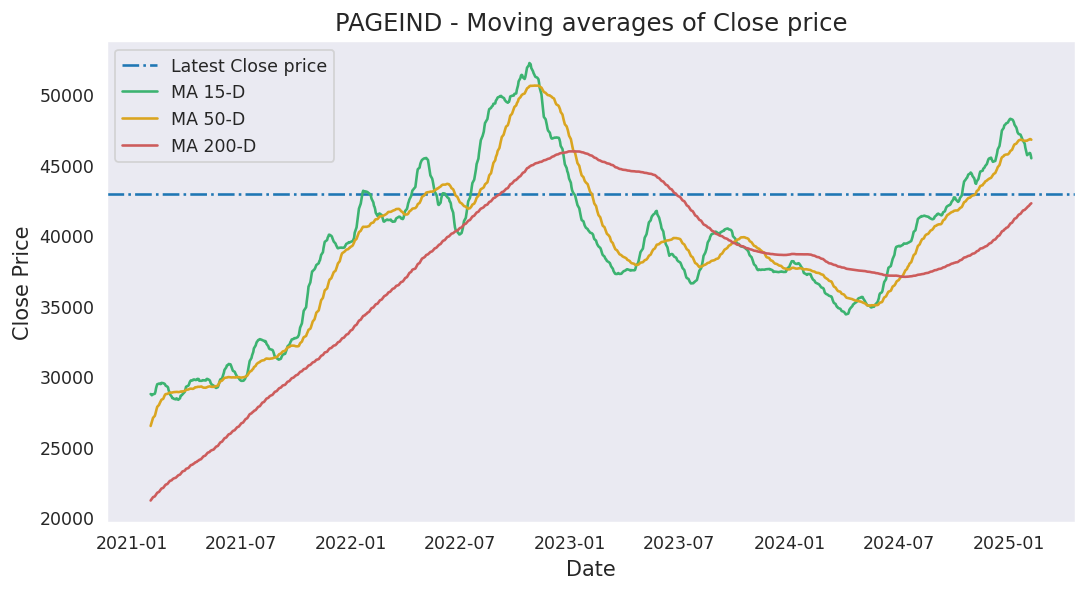 PAGEIND - Moving averages of Close price
Latest Close price
MA 15-D
MA 50-D
MA 200-D
Close Price
50000
45000
40000
35000
30000
25000
20000
2021-01 2021-07 2022-01 2022-07 2023-01 2023-07 2024-01 2024-07 2025-01
Date